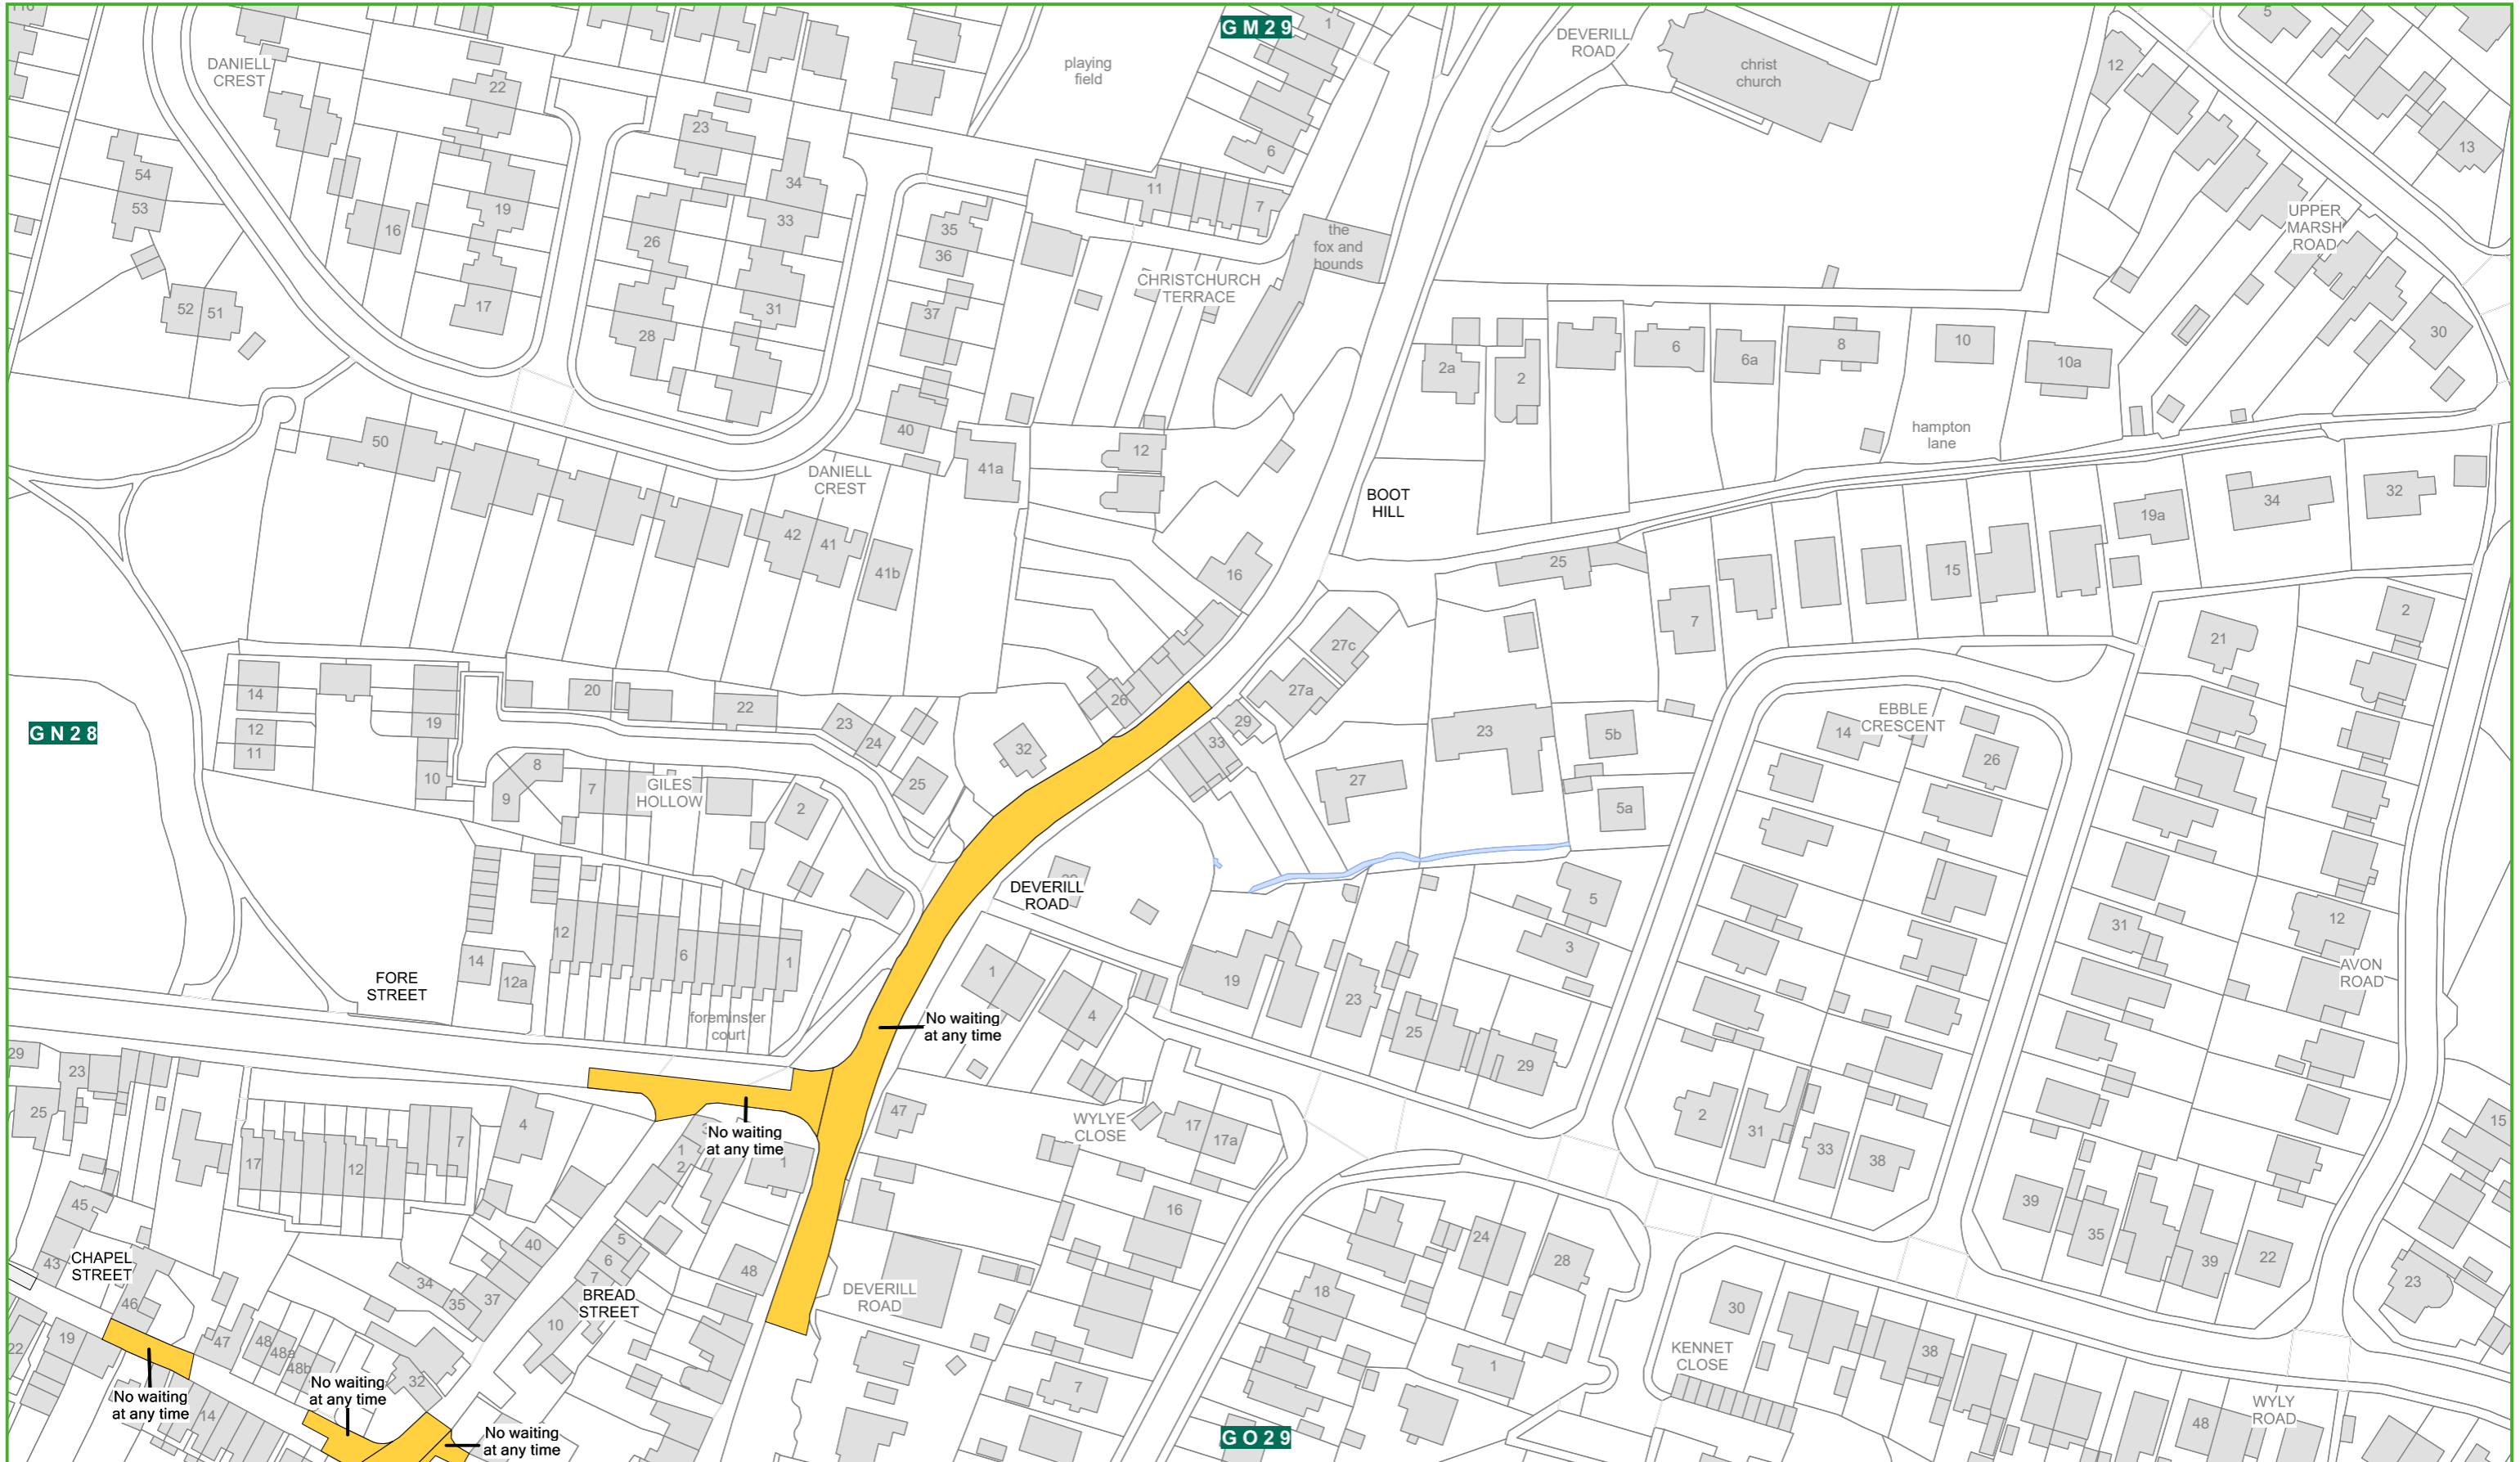 GM29
1
DEVERILL
ROAD
5
DANIELL
CREST
playing
field
christ
church
12
22
23
6
13
54
34
11
7
53
19
16
33
35
the
fox and
hounds
UPPER
MARSH
ROAD
26
36
CHRISTCHURCH
TERRACE
52
51
17
31
37
28
30
2a
2
6
6a
8
10
10a
50
40
12
41a
hampton
lane
DANIELL
CREST
BOOT
HILL
32
34
19a
42
41
41b
16
25
15
7
2
21
27c
14
20
22
27a
26
19
23
24
29
33
32
12
11
GN28
23
5b
EBBLE
CRESCENT
14
26
8
10
9
7
GILES
HOLLOW
2
25
27
5a
DEVERILL
ROAD
5
12
12
31
6
1
3
14
12a
1
19
23
4
25
29
FORE
STREET
foreminster
court
No waiting
at any time
AVON
ROAD
29
23
25
4
7
17
12
No waiting
at any time
1
2
1
47
WYLYE
CLOSE
17
17a
2
31
33
38
15
45
43
CHAPEL
STREET
46
40
34
35
37
5
6
7
BREAD
STREET
10
48
DEVERILL
ROAD
16
24
28
18
39
35
39
22
23
30
22
19
47
48
48a
48b
No waiting
at any time
No waiting
at any time
14
32
No waiting
at any time
7
1
KENNET
CLOSE
38
48
WYLY
ROAD
GO29